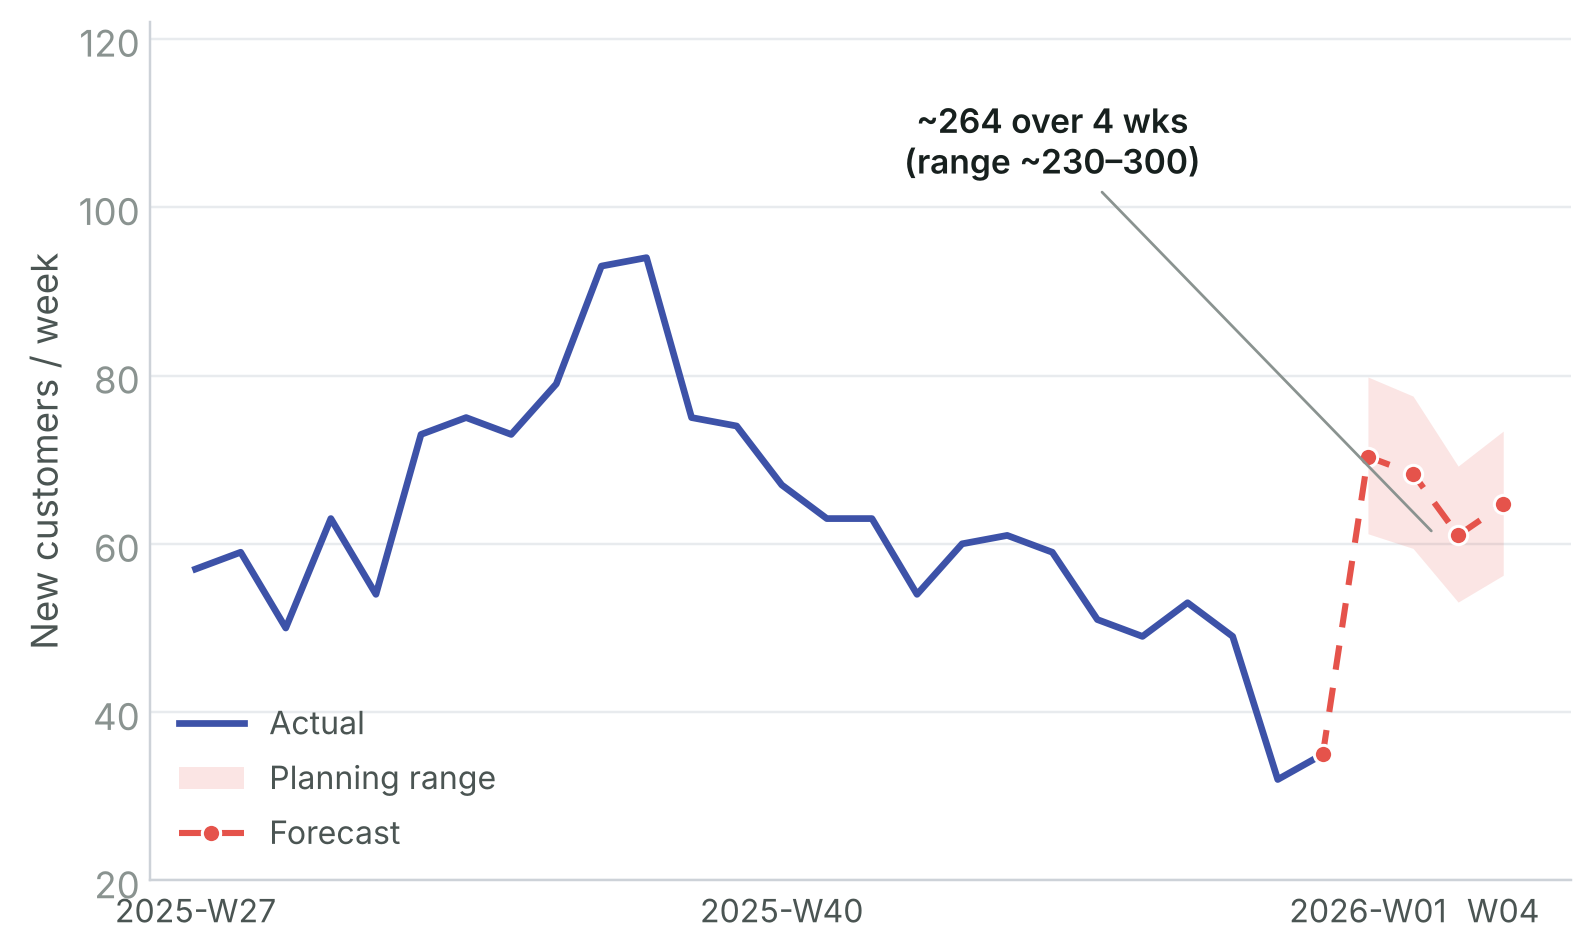 120
~264 over 4 wks
(range ~230–300)
100
80
60
40
20
New customers / week
Actual
Planning range
Forecast
2025-W27
2025-W40
2026-W01
W04